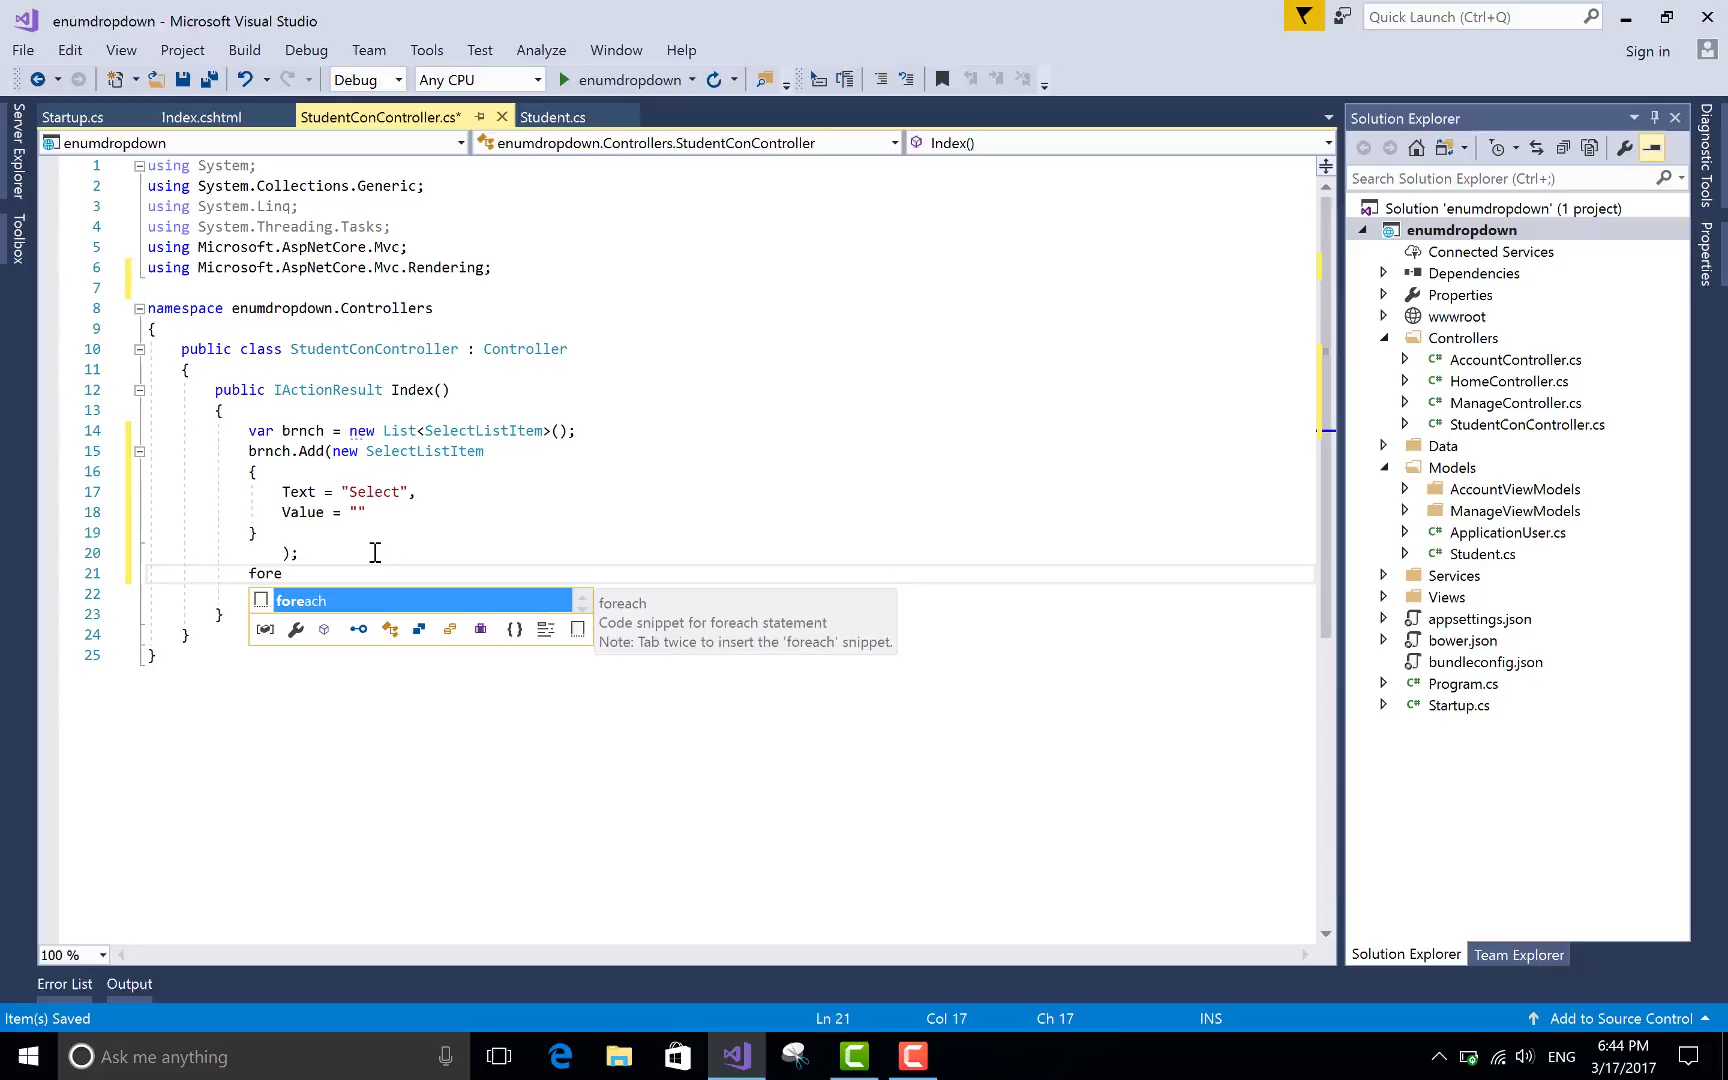 enumdropdown - Microsoft Visual Studio
Quick Launch (Ctrl+Q)
File Edit View Project Build Debug Team Tools Test Analyze Window Help
Sign in
Debug Any CPU enumdropdown
Server Explorer
Toolbox
Startup.cs Index.cshtml StudentConController.cs* Student.cs
enumdropdown enumdropdown.Controllers.StudentConController Index()
1 using System;
2 using System.Collections.Generic;
3 using System.Linq;
4 using System.Threading.Tasks;
5 using Microsoft.AspNetCore.Mvc;
6 using Microsoft.AspNetCore.Mvc.Rendering;
7
8 namespace enumdropdown.Controllers
9 {
10 public class StudentConController : Controller
11 {
12 public IActionResult Index()
13 {
14 var brnch = new List<SelectListItem>();
15 brnch.Add(new SelectListItem
16 {
17 Text = "Select",
18 Value = ""
19 }
20 );
21 fore
22
23 }
24 }
25 }
foreach
foreach
Code snippet for foreach statement
Note: Tab twice to insert the 'foreach' snippet.
100 %
Error List Output
Solution Explorer
Search Solution Explorer (Ctrl+;)
Solution 'enumdropdown' (1 project)
enumdropdown
Connected Services
Dependencies
Properties
wwwroot
Controllers
C# AccountController.cs
C# HomeController.cs
C# ManageController.cs
C# StudentConController.cs
Data
Models
AccountViewModels
ManageViewModels
C# ApplicationUser.cs
C# Student.cs
Services
Views
appsettings.json
bower.json
bundleconfig.json
C# Program.cs
C# Startup.cs
Solution Explorer Team Explorer
Diagnostic Tools
Properties
Item(s) Saved Ln 21 Col 17 Ch 17 INS Add to Source Control
Ask me anything
ENG
6:44 PM
3/17/2017